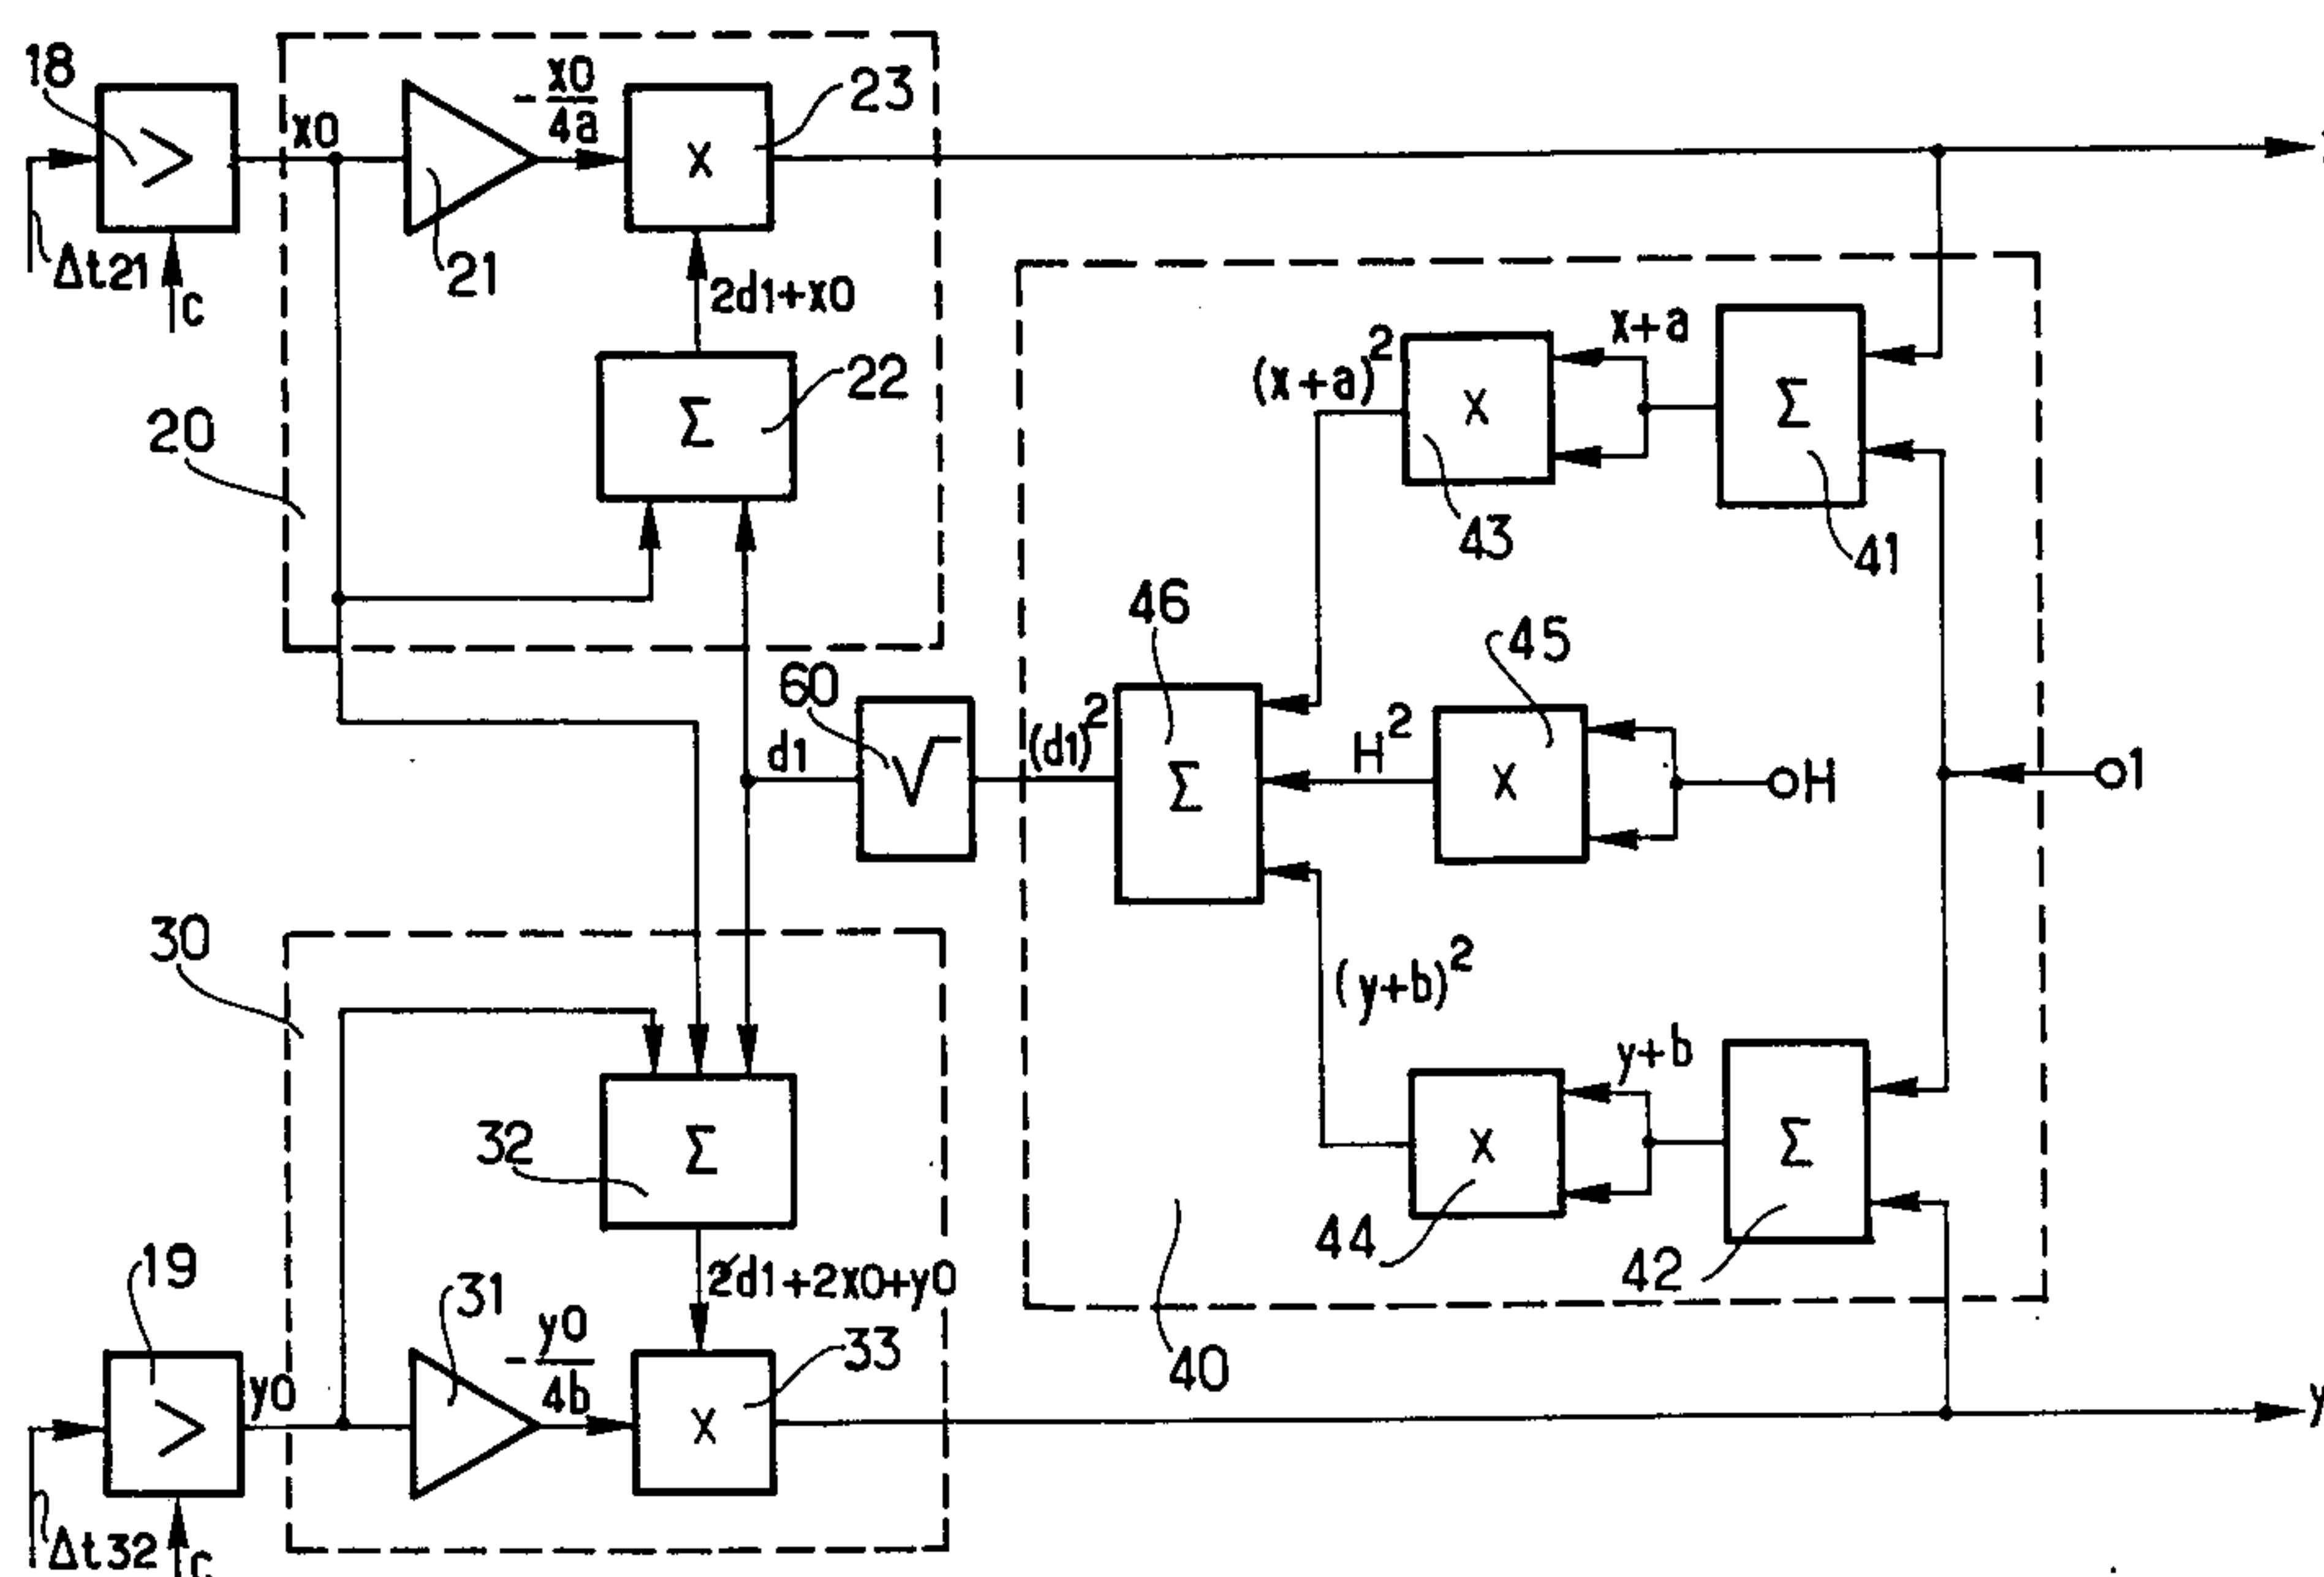 18
x0
- x0/4a
23
Δt21
C
21
2d1+x0
22
Σ
X
20
x+a
(x+a)²
X
Σ
43
41
46
45
60
d1
(d1)²
Σ
H²
X
H
1
30
(y+b)²
y+b
32
Σ
X
Σ
44
42
2d1+2x0+y0
19
31
- y0/4b
33
40
y0
X
y
Δt32
C